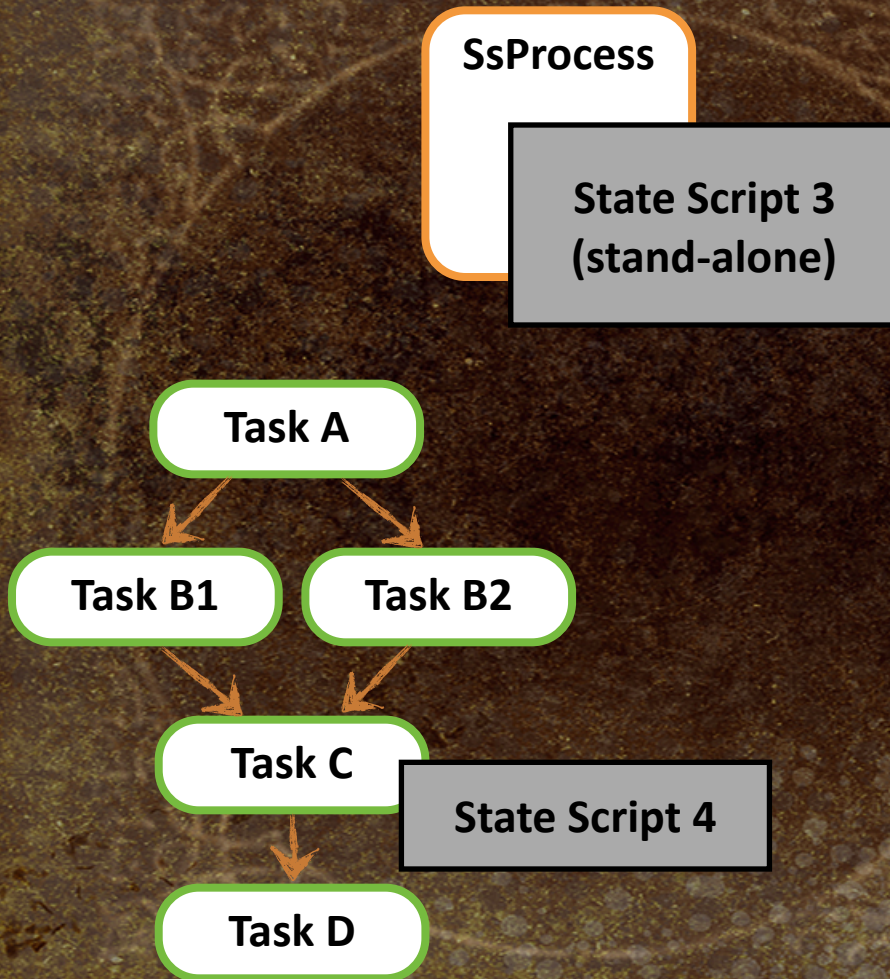 SsProcess
State Script 3
(stand-alone)
Task A
Task B1
Task B2
Task C
State Script 4
Task D